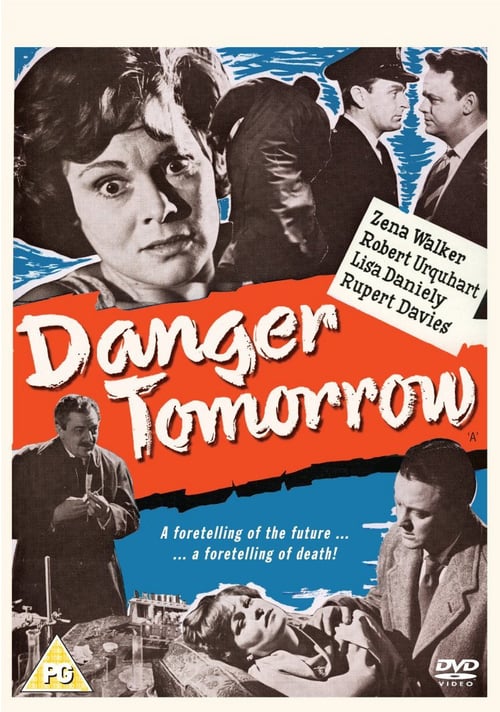 Zena Walker
Robert Urquhart
Lisa Daniely
Rupert Davies
Danger
Tomorrow
'A'
A foretelling of the future ...
... a foretelling of death!
PG
DVD
VIDEO